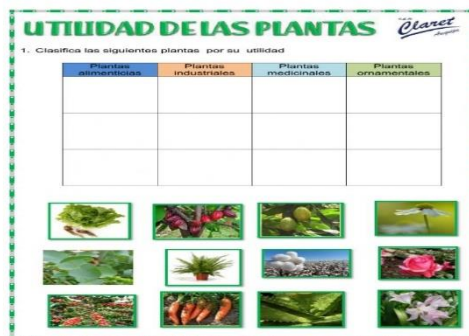 UTILIDAD DE LAS PLANTAS
Claret
1. Clasifica las siguientes plantas por su utilidad
Plantas alimenticias
Plantas industriales
Plantas medicinales
Plantas ornamentales